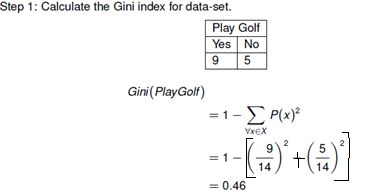 Step 1: Calculate the Gini index for data-set.
Play Golf
Yes No
9 5
Gini(PlayGolf)
= 1 − ∑ P(x)²
∀x∈X
= 1 − [(9/14)² + (5/14)²]
= 0.46